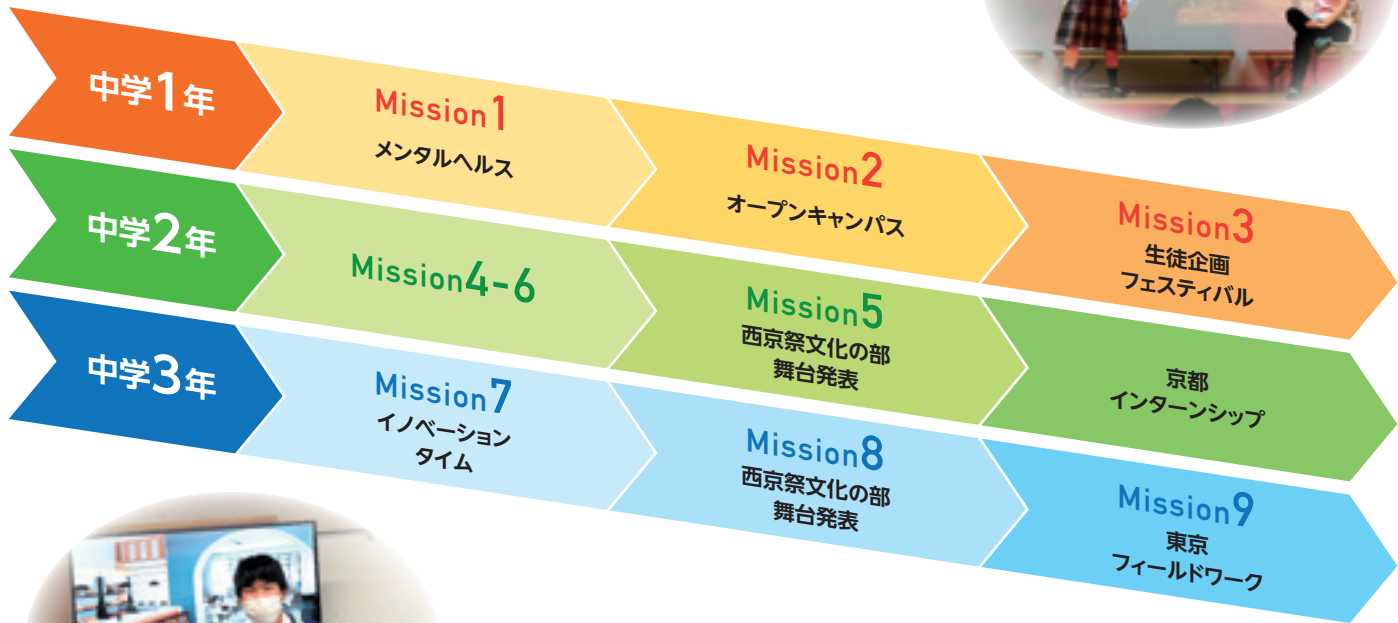 中学1年
Mission1
メンタルヘルス
Mission2
オープンキャンパス
Mission3
生徒企画
フェスティバル
中学2年
Mission4-6
Mission5
西京祭文化の部
舞台発表
京都
インターンシップ
中学3年
Mission7
イノベーション
タイム
Mission8
西京祭文化の部
舞台発表
Mission9
東京
フィールドワーク